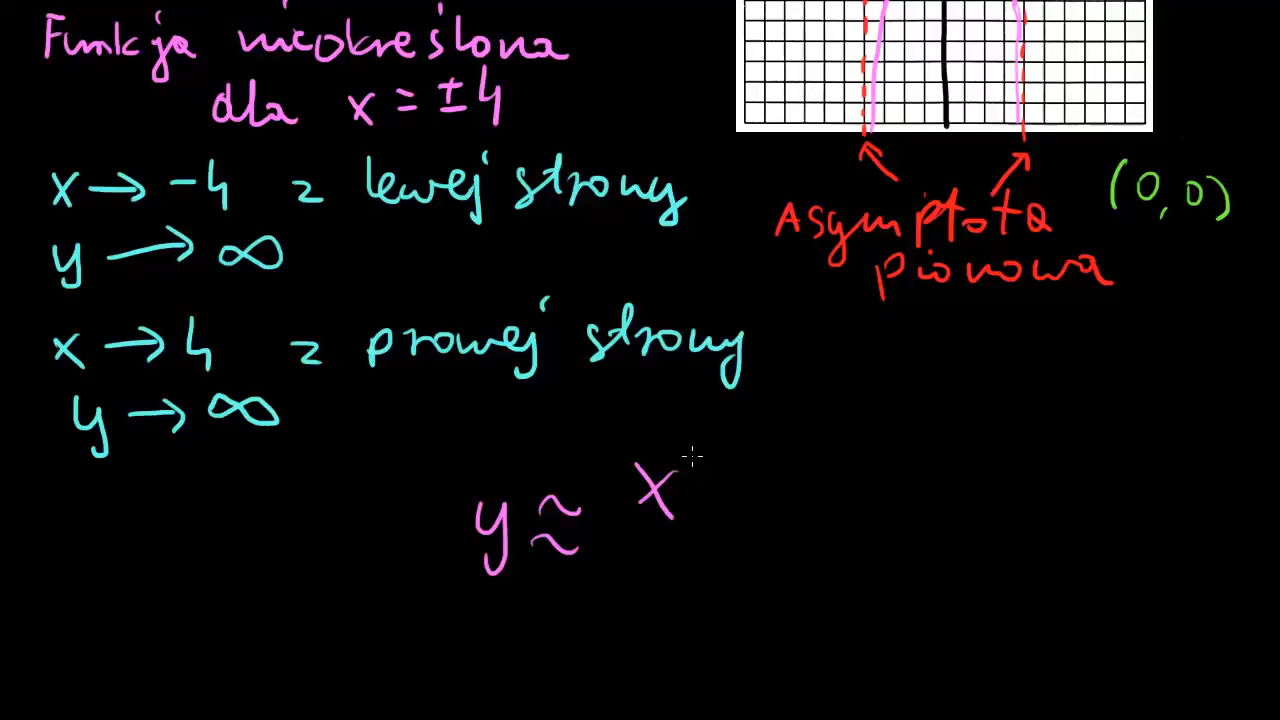 Funkcja nieokreślona
dla x = ±4
x → -4 z lewej strony
y → ∞
x → 4 z prawej strony
y → ∞
(0,0)
Asymptota
pionowa
y ≈ x